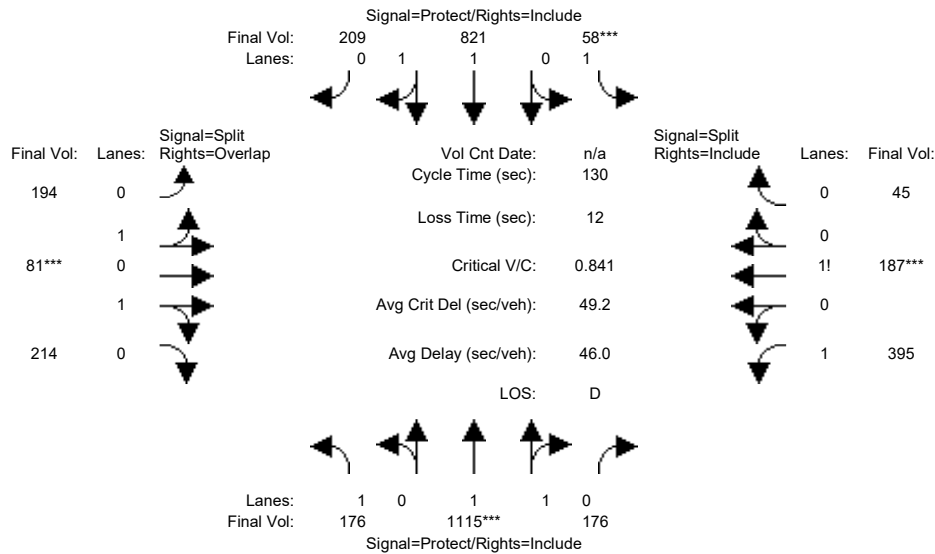 Signal=Protect/Rights=Include
Final Vol: 209 821 58***
Lanes: 0 1 1 0 1
Signal=Split
Final Vol: Lanes: Rights=Overlap
Vol Cnt Date: n/a
Signal=Split
Rights=Include Lanes: Final Vol:
Cycle Time (sec): 130
194 0
0 45
Loss Time (sec): 12
1
0
81*** 0
Critical V/C: 0.841
1! 187***
1
Avg Crit Del (sec/veh): 49.2
0
214 0
Avg Delay (sec/veh): 46.0
1 395
LOS: D
Lanes: 1 0 1 1 0
Final Vol: 176 1115*** 176
Signal=Protect/Rights=Include